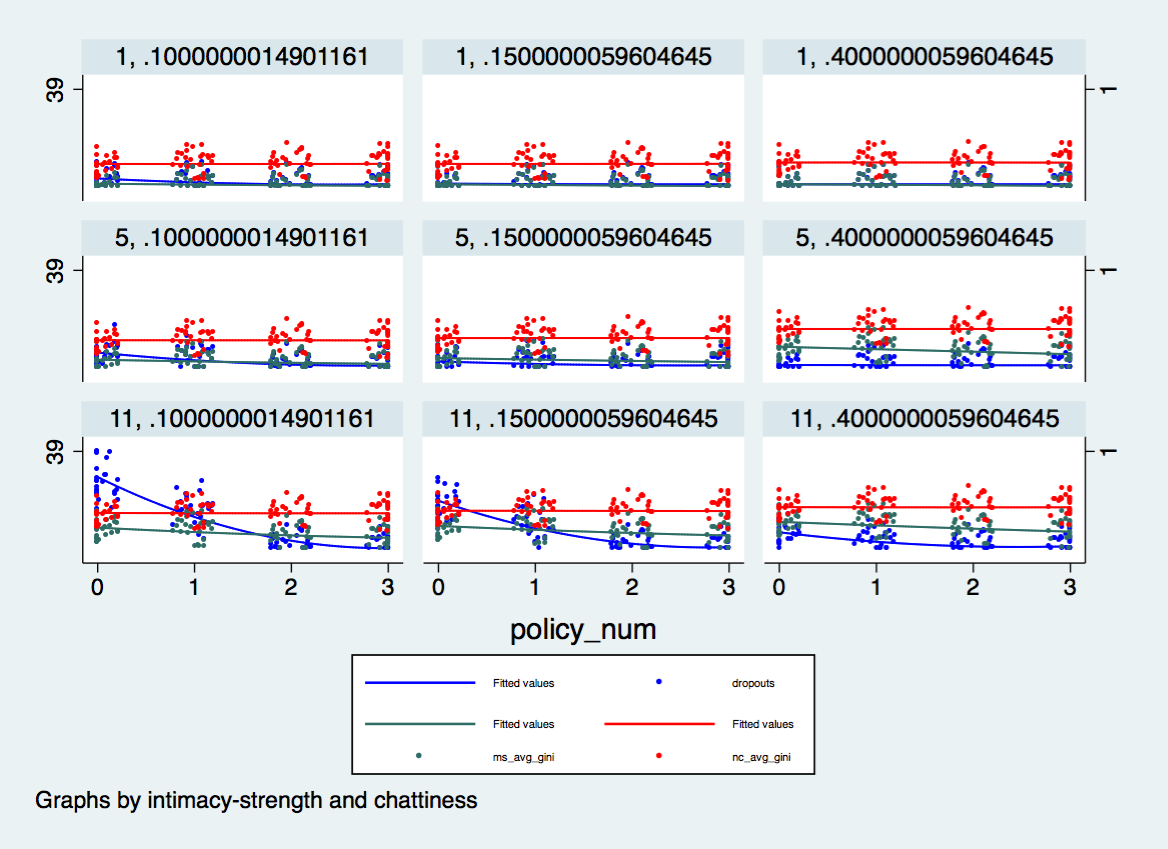 1, .1000000014901161 1, .1500000059604645 1, .4000000059604645
39 1
5, .1000000014901161 5, .1500000059604645 5, .4000000059604645
39 1
11, .1000000014901161 11, .1500000059604645 11, .4000000059604645
39 1
0 1 2 3 0 1 2 3 0 1 2 3
policy_num
Fitted values dropouts
Fitted values Fitted values
ms_avg_gini nc_avg_gini
Graphs by intimacy-strength and chattiness